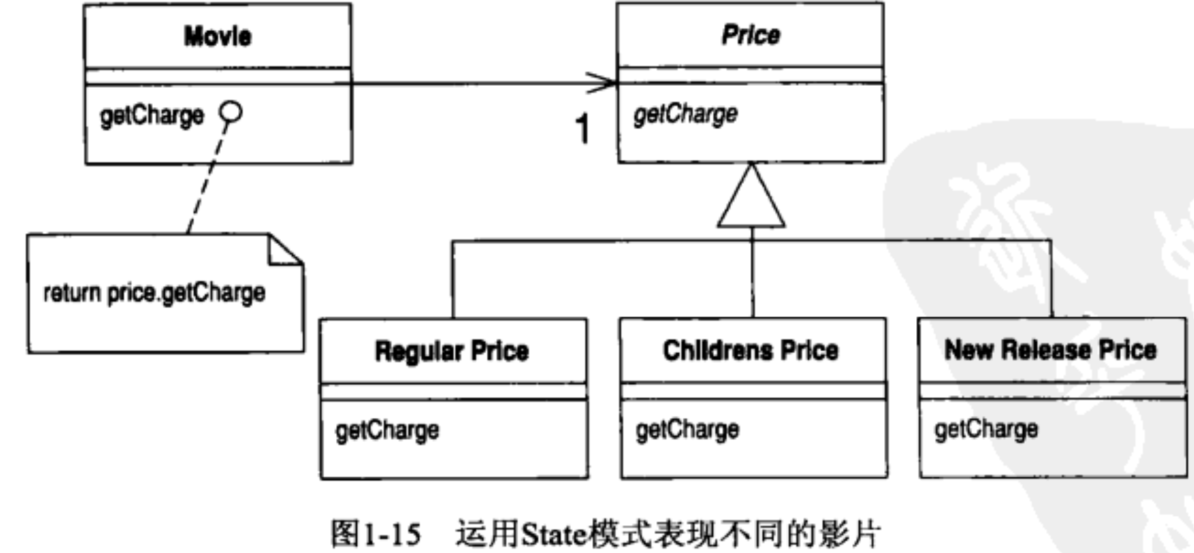 Movie
getCharge
Price
getCharge
1
return price.getCharge
Regular Price
getCharge
Childrens Price
getCharge
New Release Price
getCharge
图1-15 运用State模式表现不同的影片